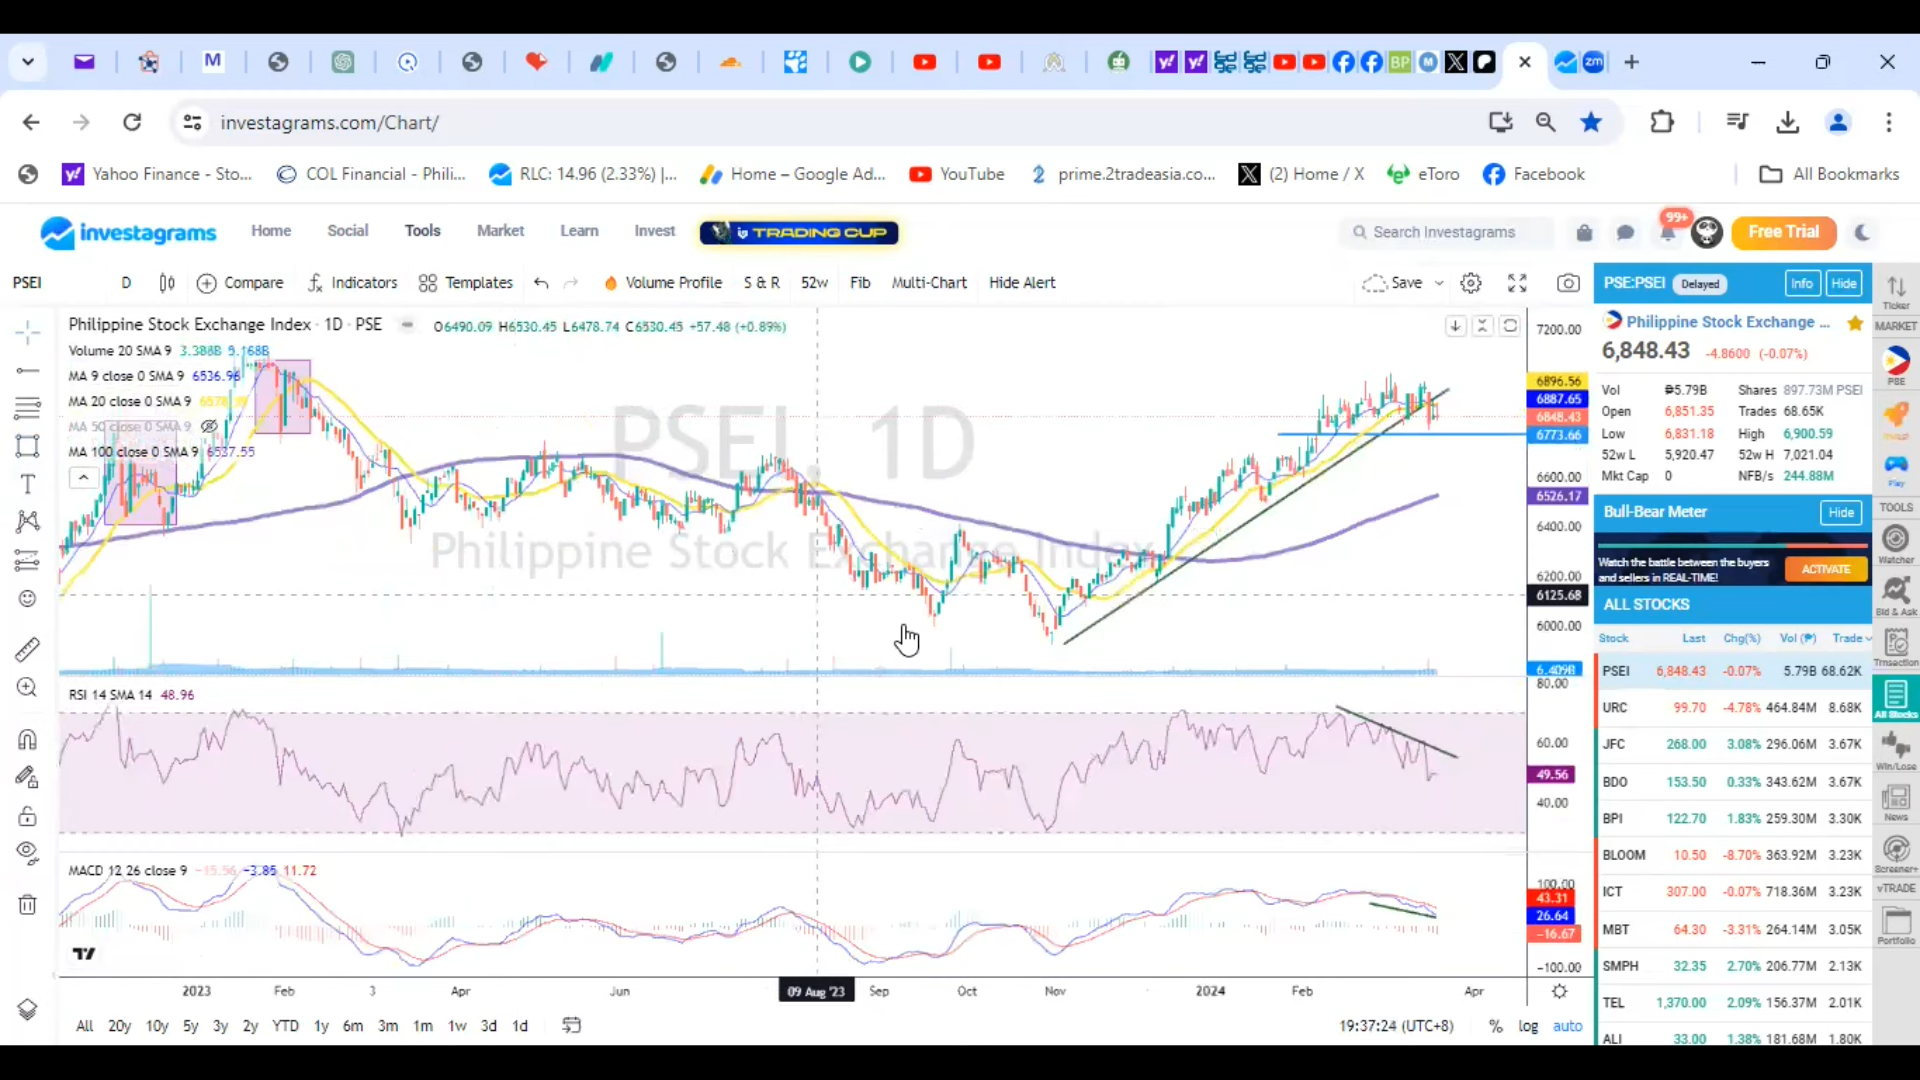 investagrams.com/Chart/
Yahoo Finance - Sto...
COL Financial - Phili...
RLC: 14.96 (2.33%) |...
Home – Google Ad...
YouTube
prime.2tradeasia.co...
(2) Home / X
eToro
Facebook
All Bookmarks
investagrams
Home Social Tools Market Learn Invest
TRADING CUP
Search Investagrams
99+
Free Trial
PSEI D Compare Indicators Templates Volume Profile S & R 52w Fib Multi-Chart Hide Alert Save
Philippine Stock Exchange Index · 1D · PSE O6490.09 H6530.45 L6478.74 C6530.45 +57.48 (+0.89%)
Volume 20 SMA 9 3.388B 9.168B
MA 9 close 0 SMA 9 6536.96
MA 20 close 0 SMA 9
MA 50 close 0 SMA 9
MA 100 close 0 SMA 9 6537.55
PSEI, 1D
Philippine Stock Exchange Index
7200.00
6896.56
6887.65
6848.43
6773.66
6600.00
6526.17
6400.00
6200.00
6125.68
6000.00
6.409B
RSI 14 SMA 14 48.96
80.00
60.00
49.56
40.00
MACD 12 26 close 9 −15.56 −3.85 11.72
100.00
43.31
26.64
−16.67
−100.00
2023 Feb 3 Apr Jun 09 Aug '23 Sep Oct Nov 2024 Feb Apr
All 20y 10y 5y 3y 2y YTD 1y 6m 3m 1m 1w 3d 1d
19:37:24 (UTC+8) % log auto
PSE:PSEI Delayed Info Hide
Philippine Stock Exchange ...
6,848.43 -4.8600 (-0.07%)
Vol ₱5.79B Shares 897.73M PSEI
Open 6,851.35 Trades 68.65K
Low 6,831.18 High 6,900.59
52w L 5,920.47 52w H 7,021.04
Mkt Cap 0 NFB/s 244.88M
Bull-Bear Meter Hide
Watch the battle between the buyers
and sellers in REAL-TIME!
ACTIVATE
ALL STOCKS
Stock Last Chg(%) Vol (₱) Trade
PSEI 6,848.43 -0.07% 5.79B 68.62K
URC 99.70 -4.78% 464.84M 8.68K
JFC 268.00 3.08% 296.06M 3.67K
BDO 153.50 0.33% 343.62M 3.67K
BPI 122.70 1.83% 259.30M 3.30K
BLOOM 10.50 -8.70% 363.92M 3.23K
ICT 307.00 -0.07% 718.36M 3.23K
MBT 64.30 -3.31% 264.14M 3.05K
SMPH 32.35 2.70% 206.77M 2.13K
TEL 1,370.00 2.09% 156.37M 2.01K
ALI 33.00 1.38% 181.68M 1.80K
Ticker
MARKET
PSE
Play
TOOLS
Watcher
Bid & Ask
Trnsaction
All Stocks
Win/Lose
News
Screener+
vTRADE
Portfolio